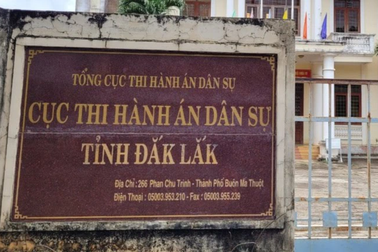 TỔNG CỤC THI HÀNH ÁN DÂN SỰ
CỤC THI HÀNH ÁN DÂN SỰ
TỈNH ĐẮK LẮK
Địa Chỉ : 266 Phan Chu Trinh - Thành Phố Buôn Ma Thuột
Điện Thoại : 05003.953.210 - Fax : 05003.955.239